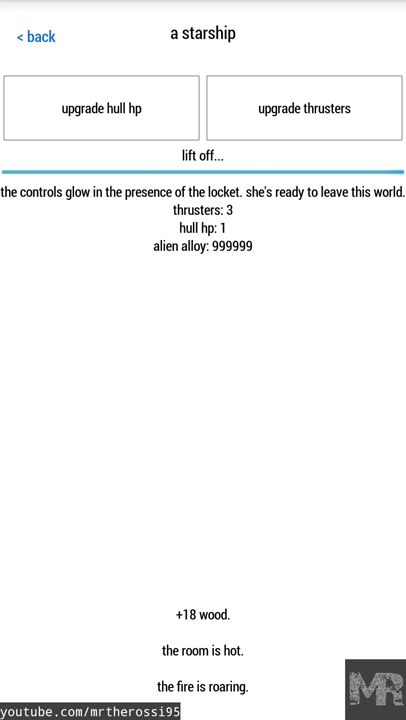 < back
a starship
upgrade hull hp
upgrade thrusters
lift off...
the controls glow in the presence of the locket. she's ready to leave this world.
thrusters: 3
hull hp: 1
alien alloy: 999999
+18 wood.
the room is hot.
the fire is roaring.
MR
youtube.com/mrtherossi95